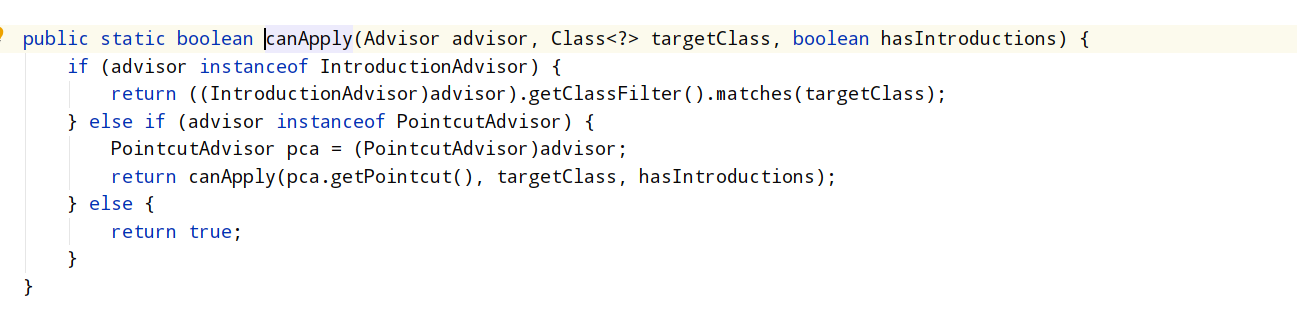 public static boolean canApply(Advisor advisor, Class<?> targetClass, boolean hasIntroductions) {
    if (advisor instanceof IntroductionAdvisor) {
        return ((IntroductionAdvisor)advisor).getClassFilter().matches(targetClass);
    } else if (advisor instanceof PointcutAdvisor) {
        PointcutAdvisor pca = (PointcutAdvisor)advisor;
        return canApply(pca.getPointcut(), targetClass, hasIntroductions);
    } else {
        return true;
    }
}